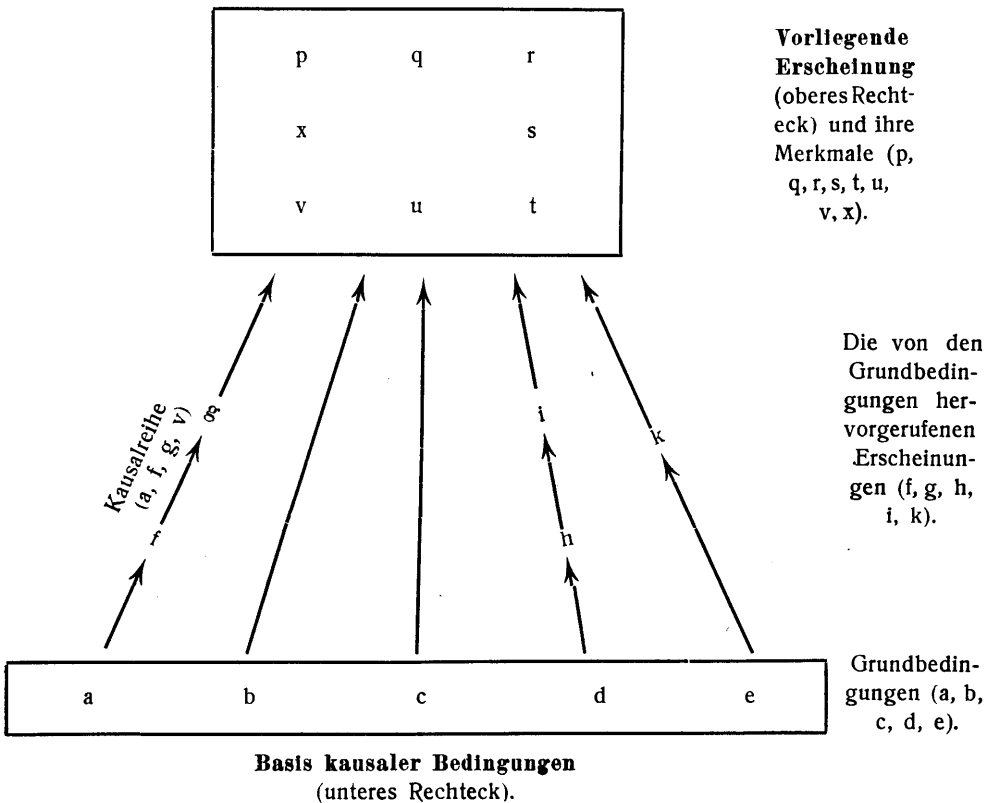 p q r
x s
v u t
Vorliegende
Erscheinung
(oberes Recht-
eck) und ihre
Merkmale (p,
q, r, s, t, u,
v, x).
Kausalreihe
(a, f, g, v)
g
f
i
h
k
Die von den
Grundbedin-
gungen her-
vorgerufenen
Erscheinun-
gen (f, g, h,
i, k).
a b c d e
Grundbedin-
gungen (a, b,
c, d, e).
Basis kausaler Bedingungen
(unteres Rechteck).